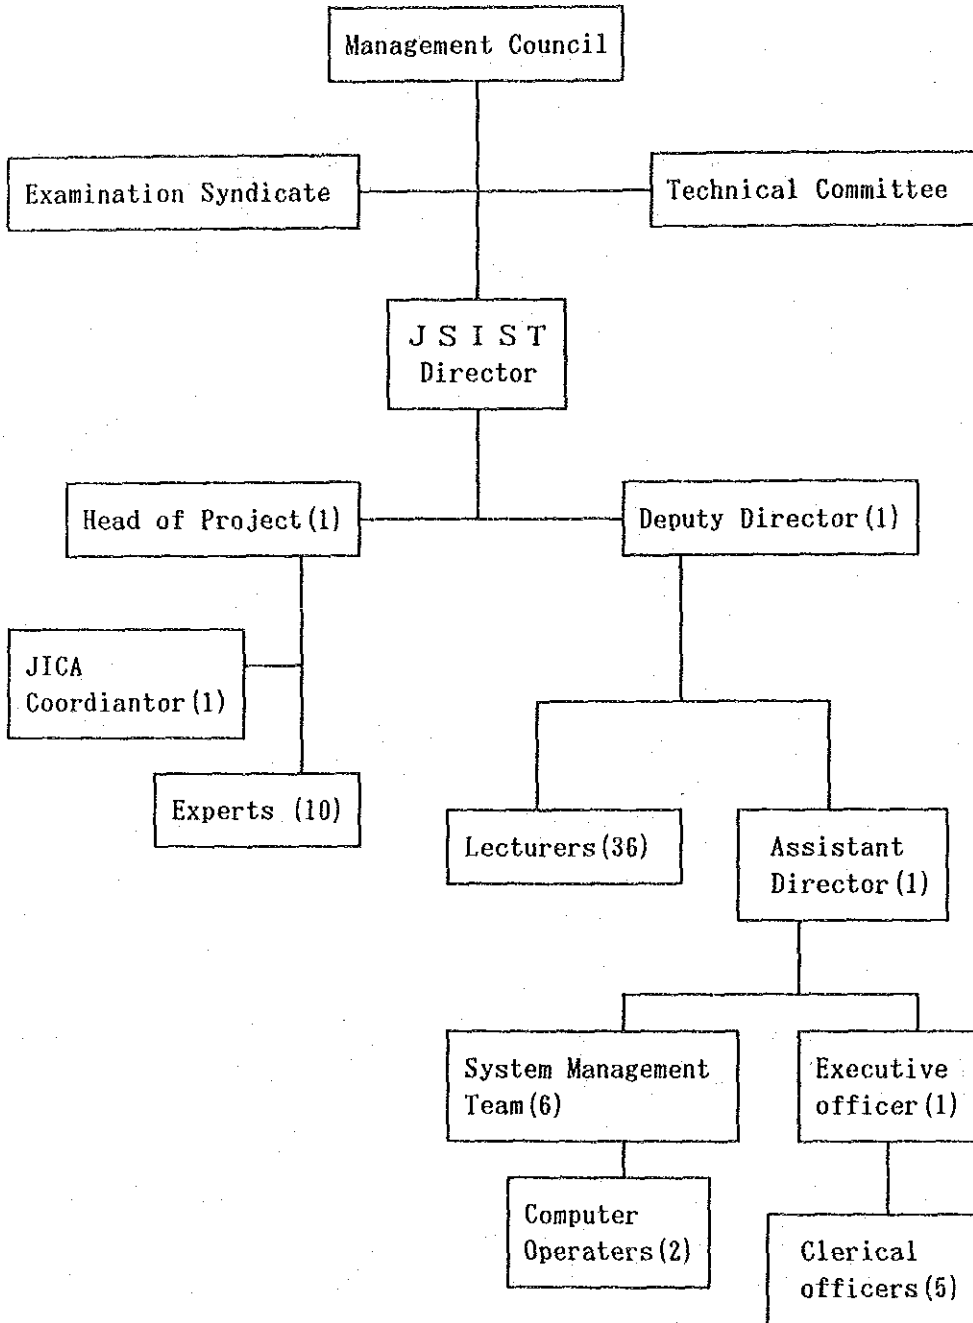 Management Council
Examination Syndicate
Technical Committee
J S I S T
Director
Head of Project(1)
Deputy Director(1)
JICA
Coordiantor(1)
Experts (10)
Lecturers(36)
Assistant
Director(1)
System Management
Team(6)
Executive
officer(1)
Computer
Operaters(2)
Clerical
officers(5)